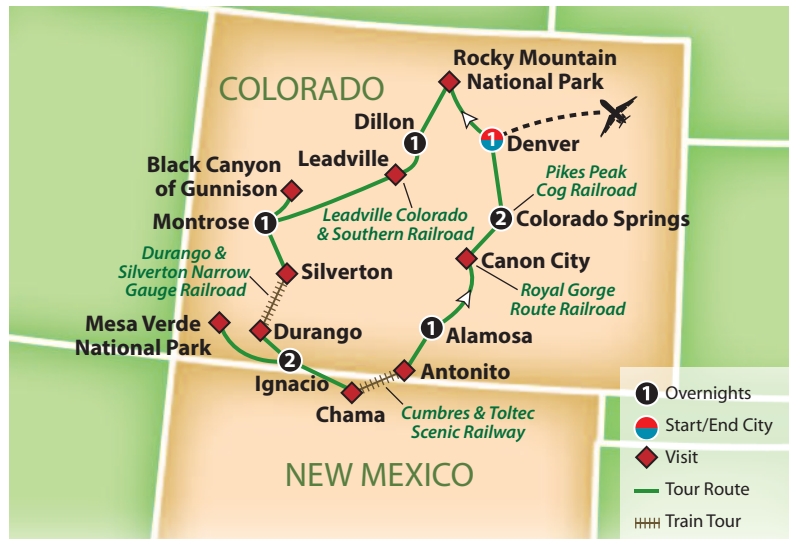 Rocky Mountain
National Park
COLORADO
Dillon
1
1
Denver
Leadville
Black Canyon
of Gunnison
Pikes Peak
Cog Railroad
Montrose
1
Leadville Colorado
& Southern Railroad
2
Colorado Springs
Durango &
Silverton Narrow
Gauge Railroad
Silverton
Canon City
Royal Gorge
Route Railroad
Mesa Verde
National Park
Durango
1
Alamosa
2
Ignacio
Antonito
Chama
Cumbres & Toltec
Scenic Railway
NEW MEXICO
1 Overnights
Start/End City
Visit
Tour Route
Train Tour